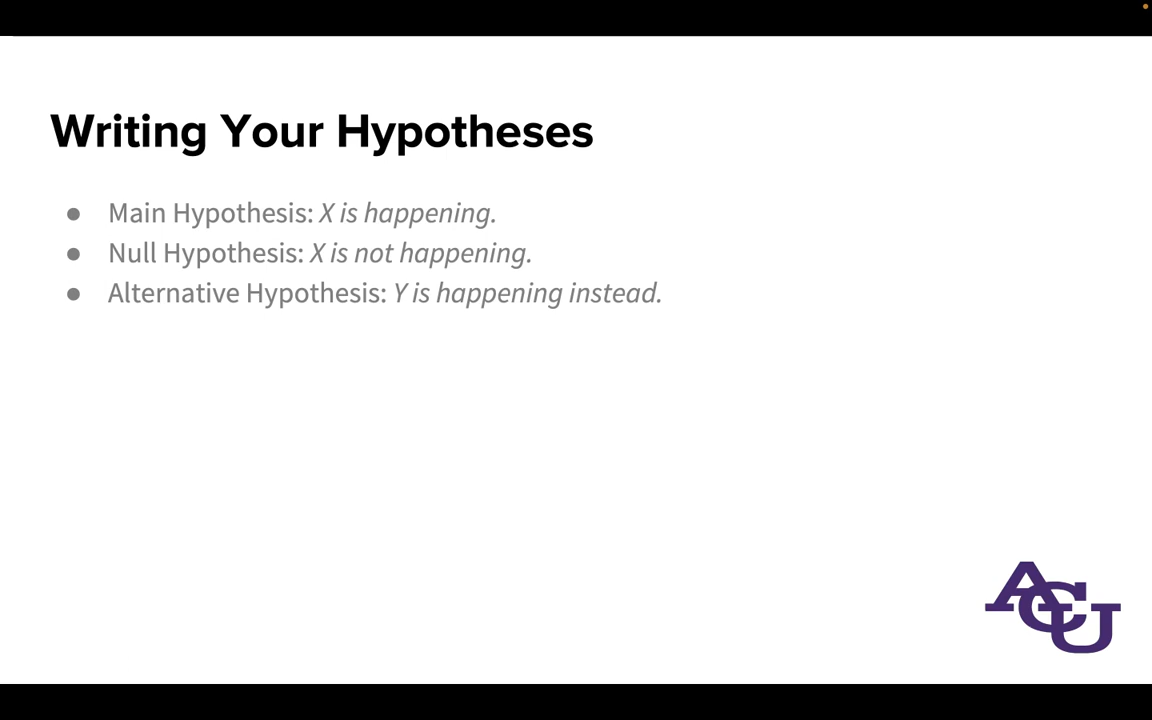 Writing Your Hypotheses
● Main Hypothesis: X is happening.
● Null Hypothesis: X is not happening.
● Alternative Hypothesis: Y is happening instead.
ACU